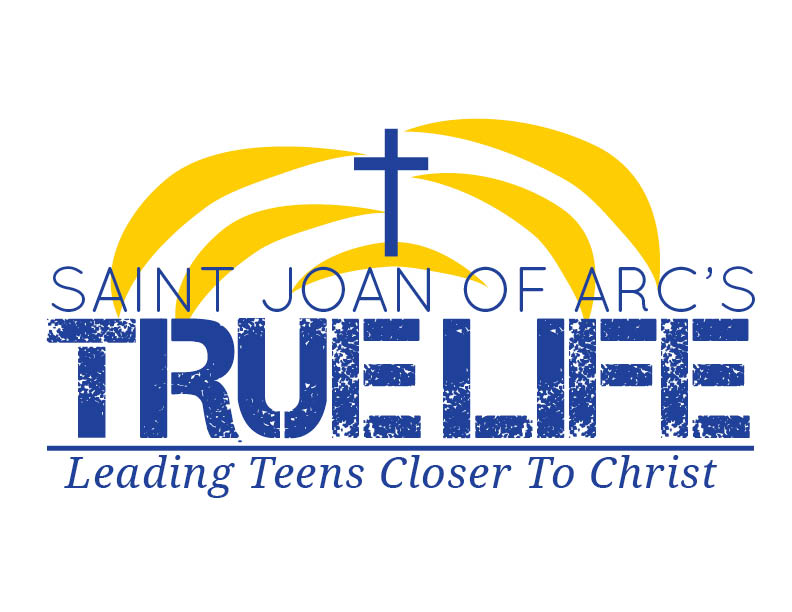 SAINT JOAN OF ARC'S
TRUE LIFE
Leading Teens Closer To Christ